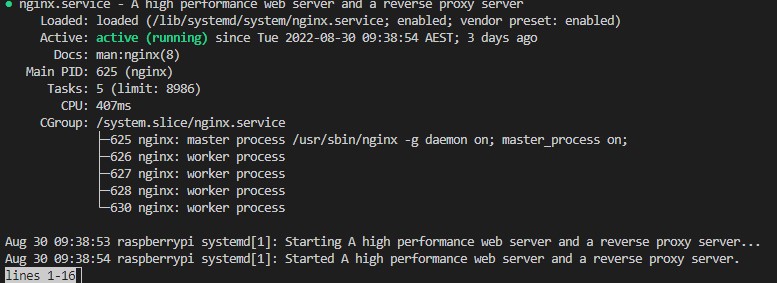 ● nginx.service - A high performance web server and a reverse proxy server
Loaded: loaded (/lib/systemd/system/nginx.service; enabled; vendor preset: enabled)
Active: active (running) since Tue 2022-08-30 09:38:54 AEST; 3 days ago
Docs: man:nginx(8)
Main PID: 625 (nginx)
Tasks: 5 (limit: 8986)
CPU: 407ms
CGroup: /system.slice/nginx.service
├─625 nginx: master process /usr/sbin/nginx -g daemon on; master_process on;
├─626 nginx: worker process
├─627 nginx: worker process
├─628 nginx: worker process
└─630 nginx: worker process
Aug 30 09:38:53 raspberrypi systemd[1]: Starting A high performance web server and a reverse proxy server...
Aug 30 09:38:54 raspberrypi systemd[1]: Started A high performance web server and a reverse proxy server.
lines 1-16